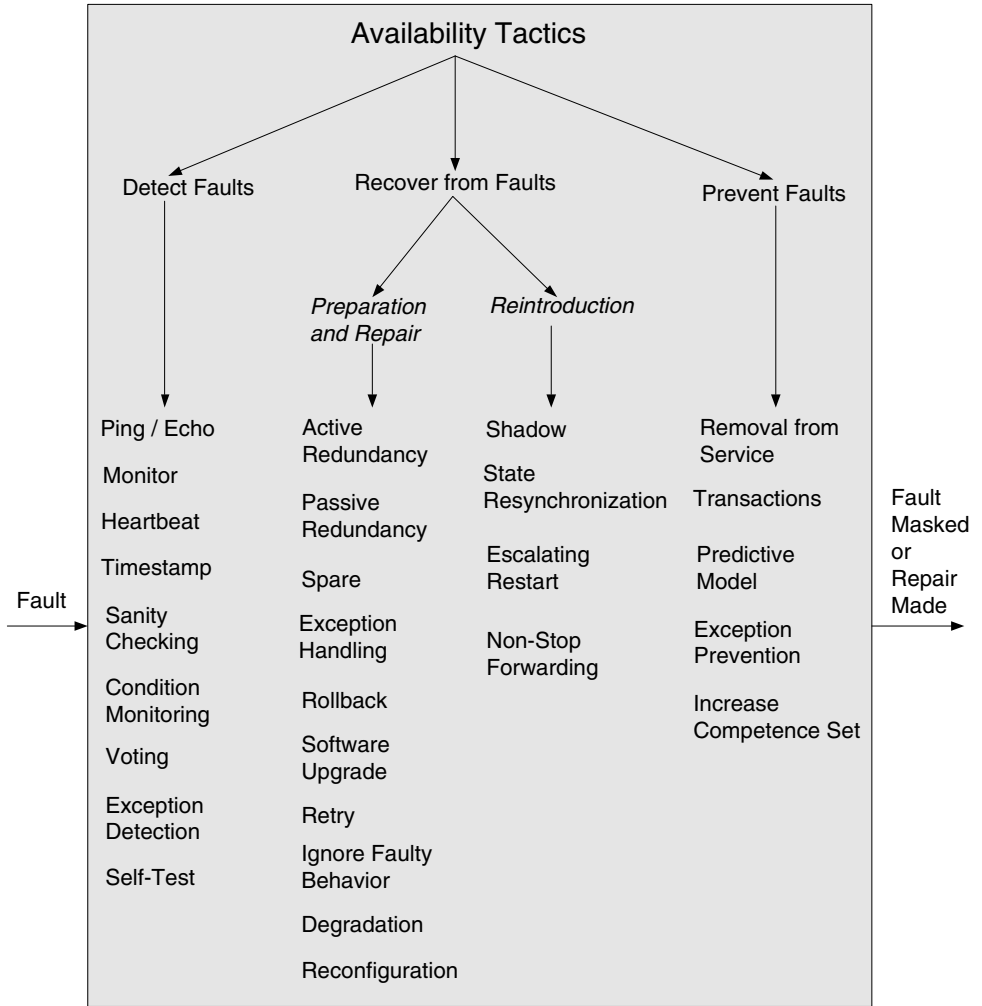 Availability Tactics
Detect Faults
Recover from Faults
Prevent Faults
Preparation
and Repair
Reintroduction
Fault
Ping / Echo
Monitor
Heartbeat
Timestamp
Sanity
Checking
Condition
Monitoring
Voting
Exception
Detection
Self-Test
Active
Redundancy
Passive
Redundancy
Spare
Exception
Handling
Rollback
Software
Upgrade
Retry
Ignore Faulty
Behavior
Degradation
Reconfiguration
Shadow
State
Resynchronization
Escalating
Restart
Non-Stop
Forwarding
Removal from
Service
Transactions
Predictive
Model
Exception
Prevention
Increase
Competence Set
Fault
Masked
or
Repair
Made